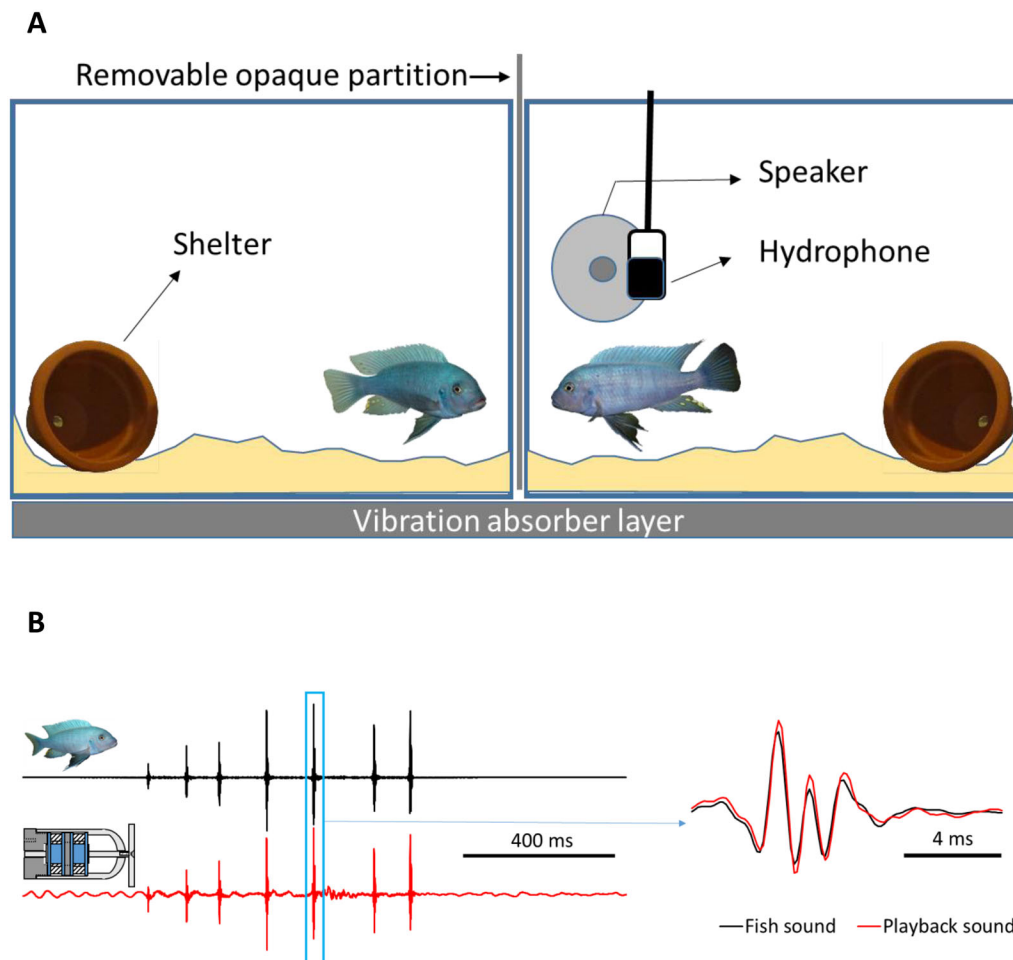 A
Removable opaque partition
Speaker
Shelter
Hydrophone
Vibration absorber layer
B
400 ms
4 ms
Fish sound
Playback sound